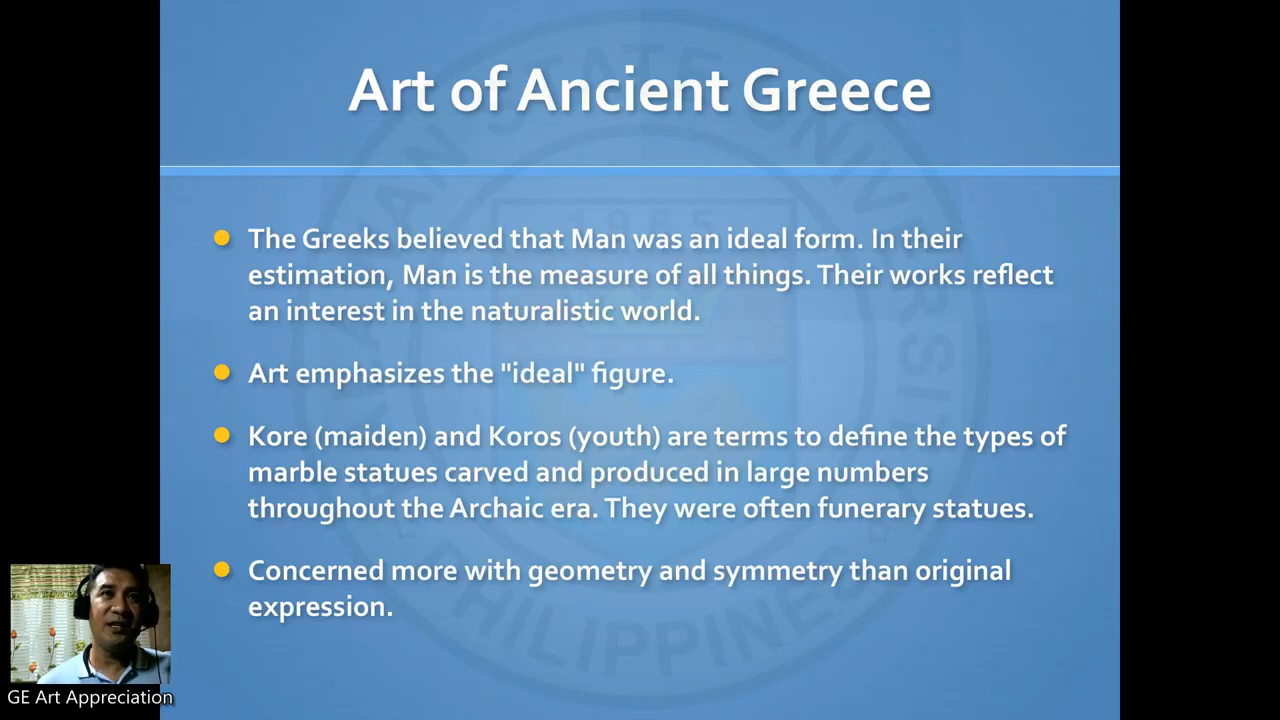 Art of Ancient Greece
The Greeks believed that Man was an ideal form. In their
estimation, Man is the measure of all things. Their works reflect
an interest in the naturalistic world.
Art emphasizes the "ideal" figure.
Kore (maiden) and Koros (youth) are terms to define the types of
marble statues carved and produced in large numbers
throughout the Archaic era. They were often funerary statues.
Concerned more with geometry and symmetry than original
expression.
GE Art Appreciation
STATE UNIVERSITY
1965
PHILIPPINES